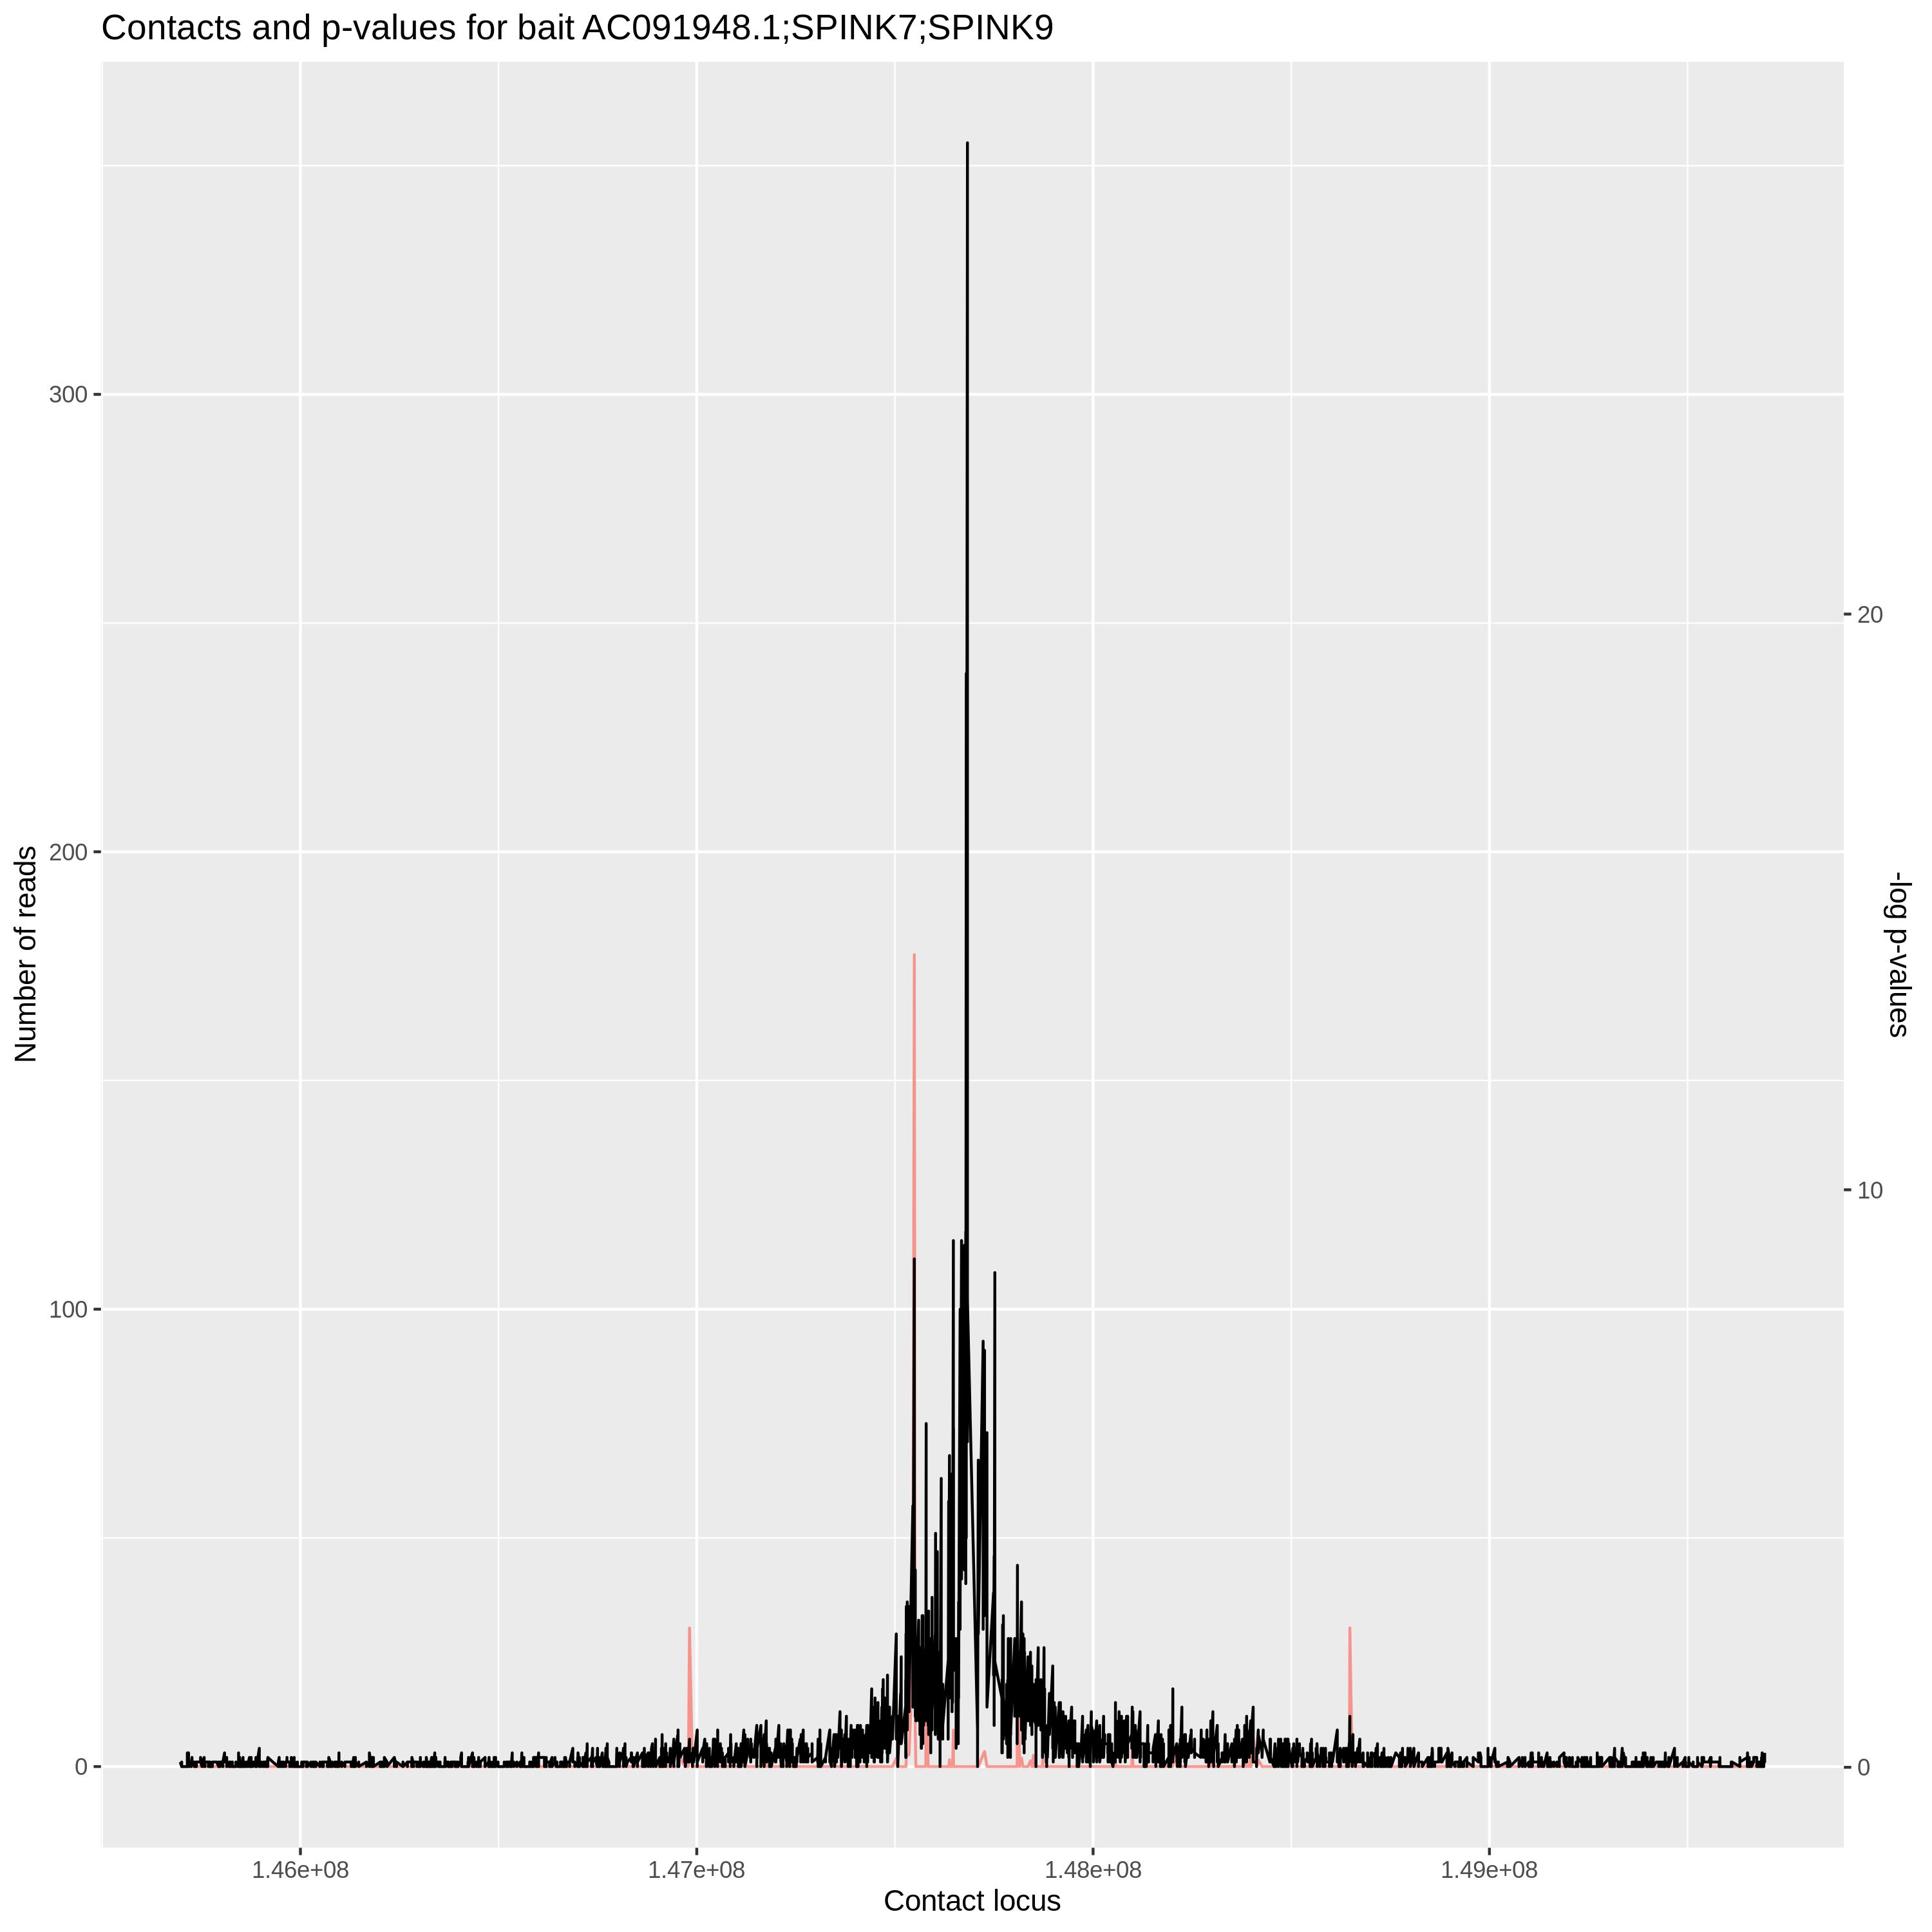 Contacts and p-values for bait AC091948.1;SPINK7;SPINK9
300
200
100
0
Number of reads
20
10
0
-log p-values
1.46e+08
1.47e+08
1.48e+08
1.49e+08
Contact locus